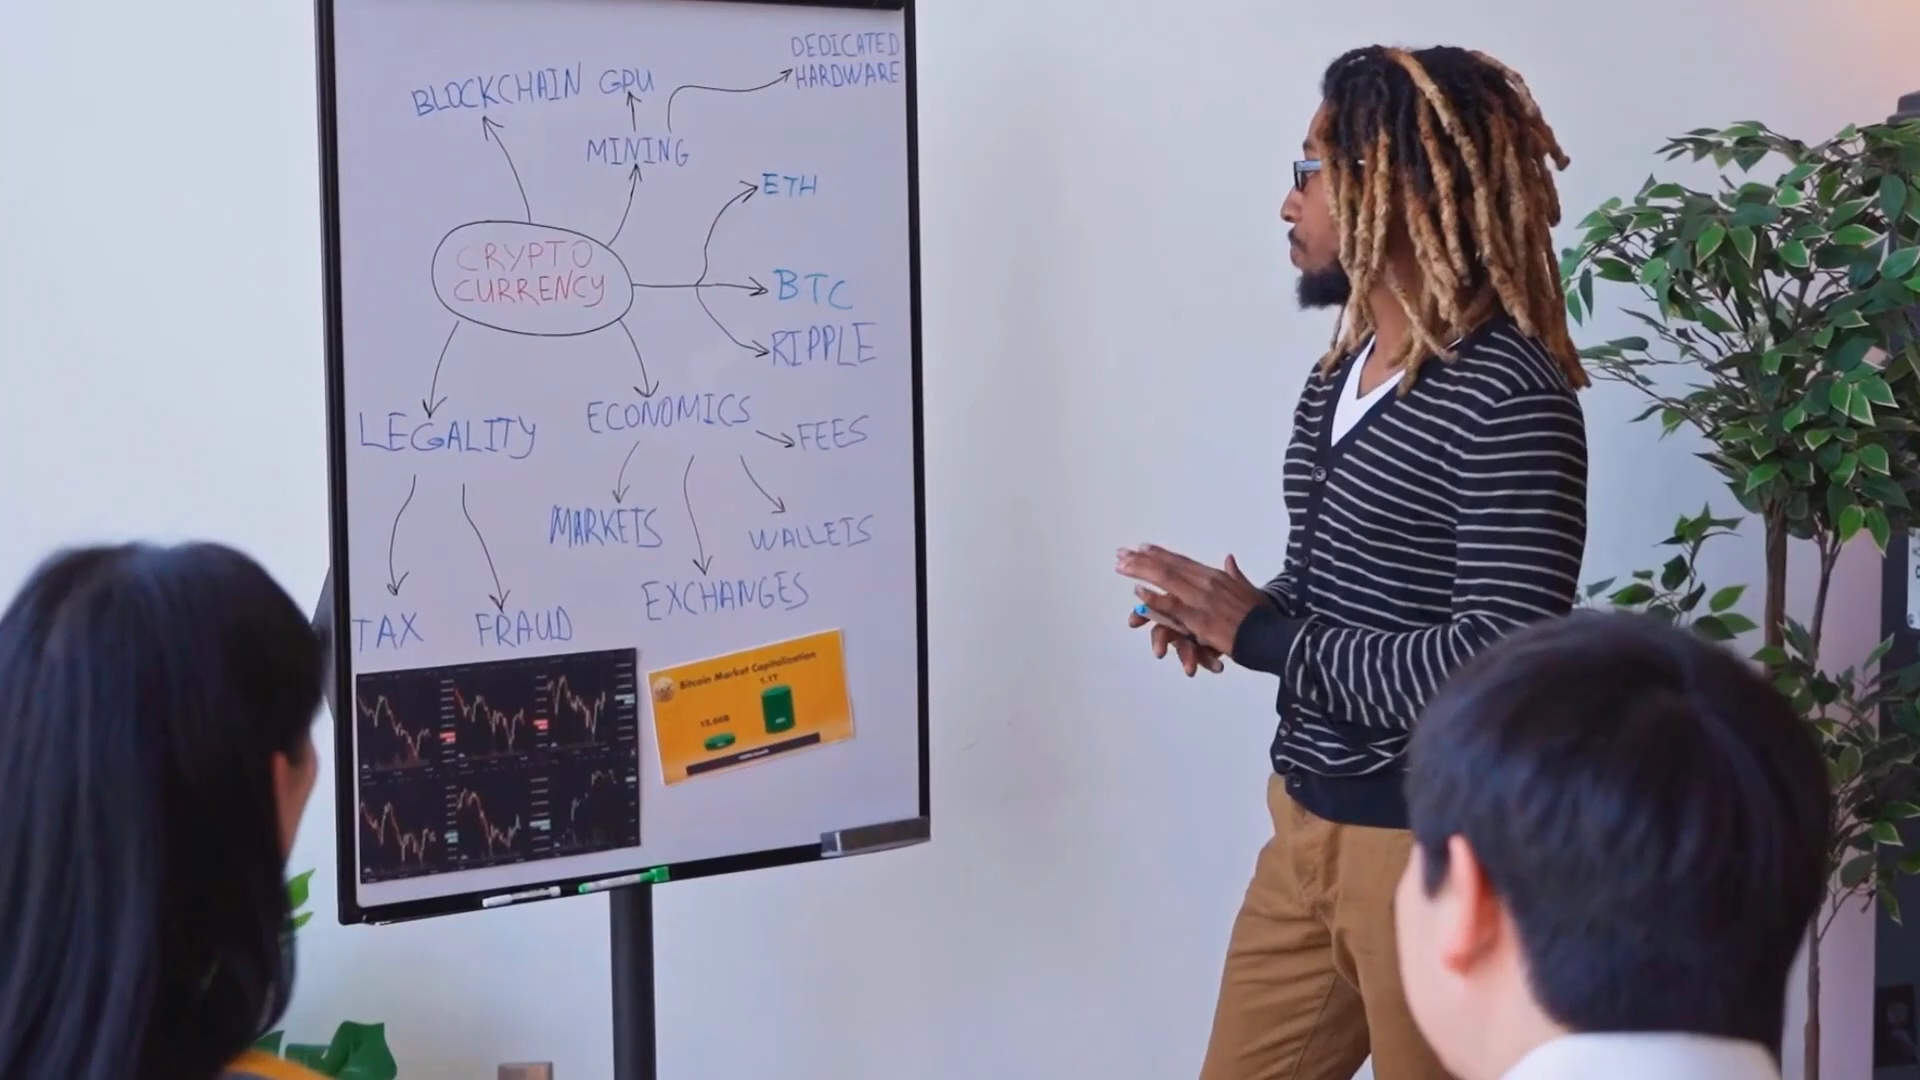 DEDICATED
HARDWARE
BLOCKCHAIN GPU
MINING
ETH
CRYPTO
CURRENCY
BTC
RIPPLE
LEGALITY
ECONOMICS
FEES
MARKETS
WALLETS
EXCHANGES
TAX
FRAUD
Bitcoin Market Capitalization
1.1T
15.06B